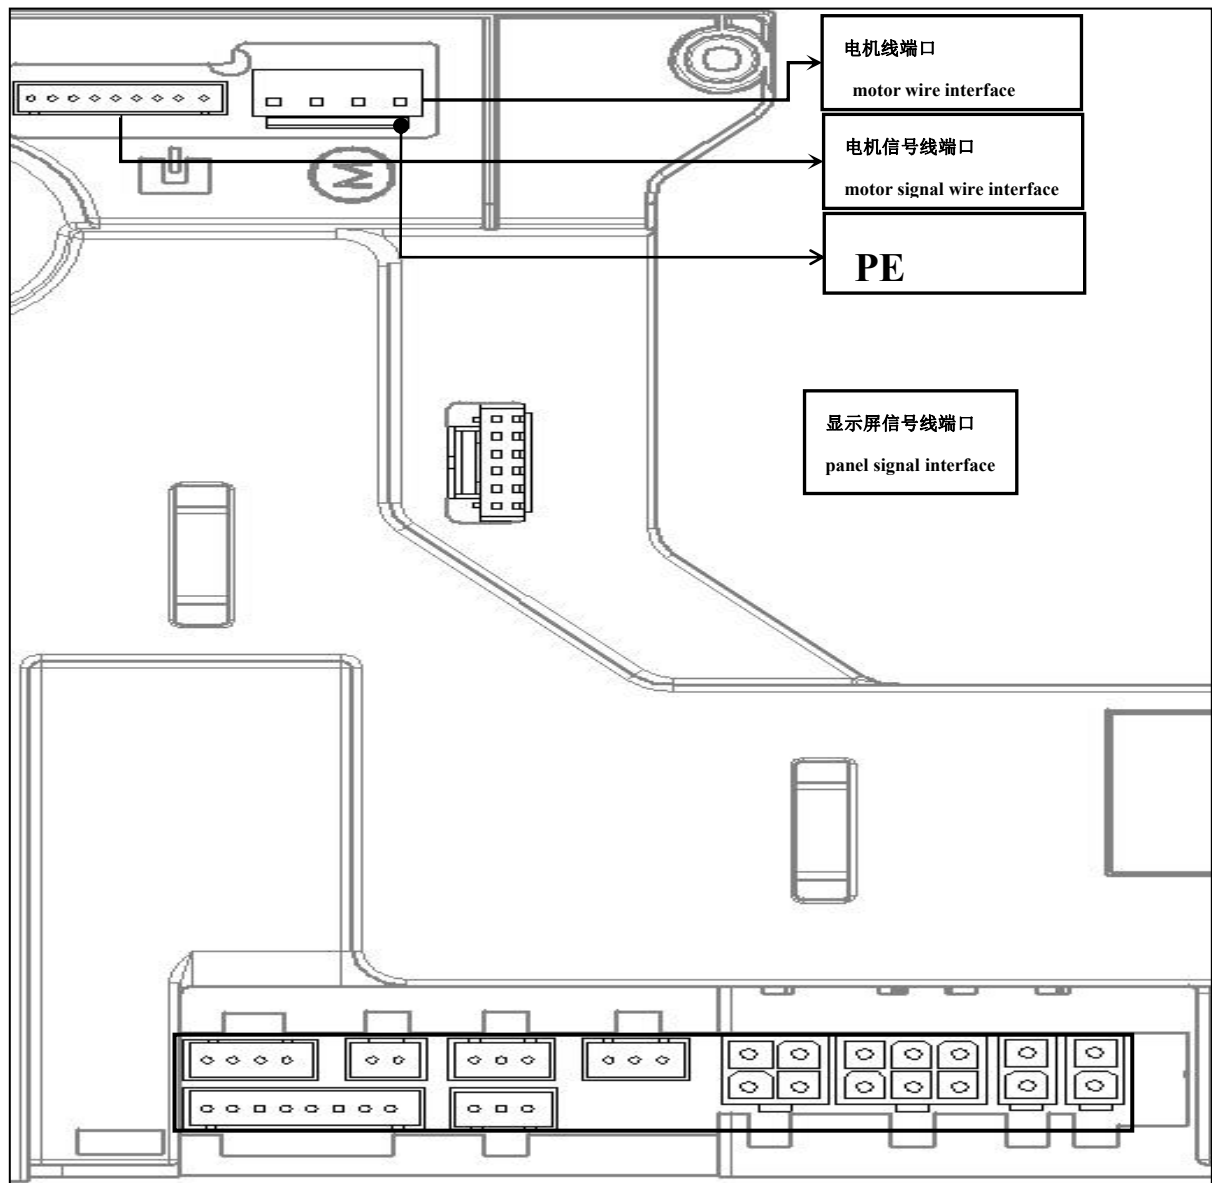 电机线端口
motor wire interface
电机信号线端口
motor signal wire interface
M
PE
显示屏信号线端口
panel signal interface